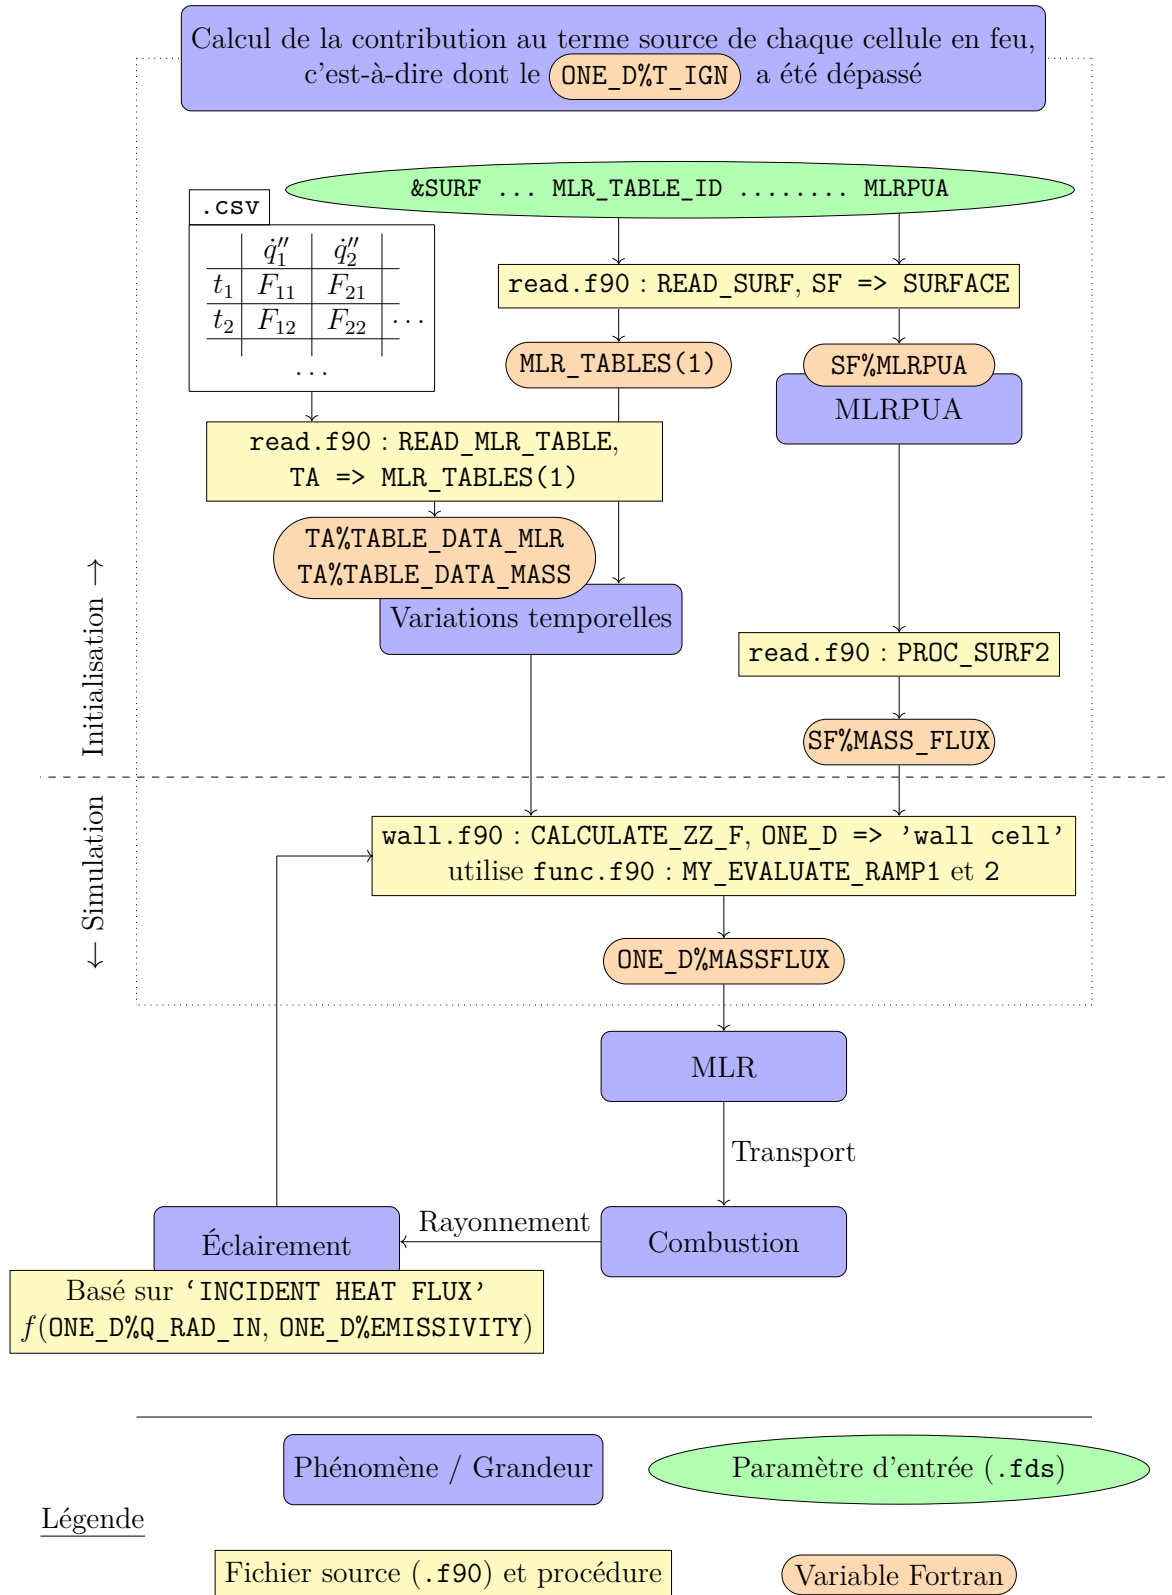 Calcul de la contribution au terme source de chaque cellule en feu,
c'est-à-dire dont le ONE_D%T_IGN a été dépassé
&SURF ... MLR_TABLE_ID ........ MLRPUA
.csv
q̇″₁ q̇″₂
t₁ F₁₁ F₂₁
t₂ F₁₂ F₂₂ ...
...
read.f90 : READ_SURF, SF => SURFACE
MLR_TABLES(1)
SF%MLRPUA
MLRPUA
read.f90 : READ_MLR_TABLE,
TA => MLR_TABLES(1)
TA%TABLE_DATA_MLR
TA%TABLE_DATA_MASS
Variations temporelles
read.f90 : PROC_SURF2
SF%MASS_FLUX
Initialisation →
← Simulation
wall.f90 : CALCULATE_ZZ_F, ONE_D => 'wall cell'
utilise func.f90 : MY_EVALUATE_RAMP1 et 2
ONE_D%MASSFLUX
MLR
Transport
Combustion
Rayonnement
Éclairement
Basé sur ‘INCIDENT HEAT FLUX’
f(ONE_D%Q_RAD_IN, ONE_D%EMISSIVITY)
Légende
Phénomène / Grandeur
Paramètre d'entrée (.fds)
Fichier source (.f90) et procédure
Variable Fortran